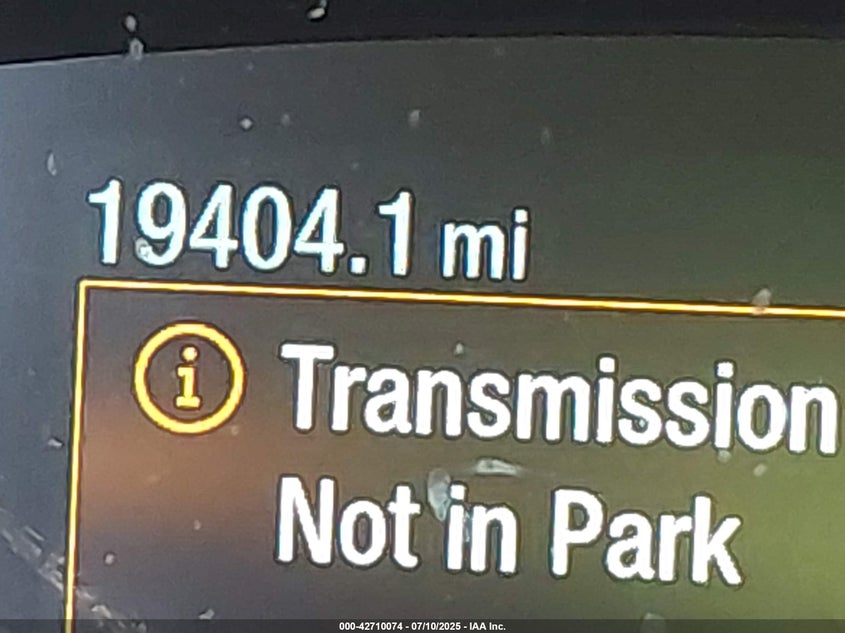 19404.1 mi
i
Transmission
Not in Park
000-42710074 - 07/10/2025 - IAA Inc.